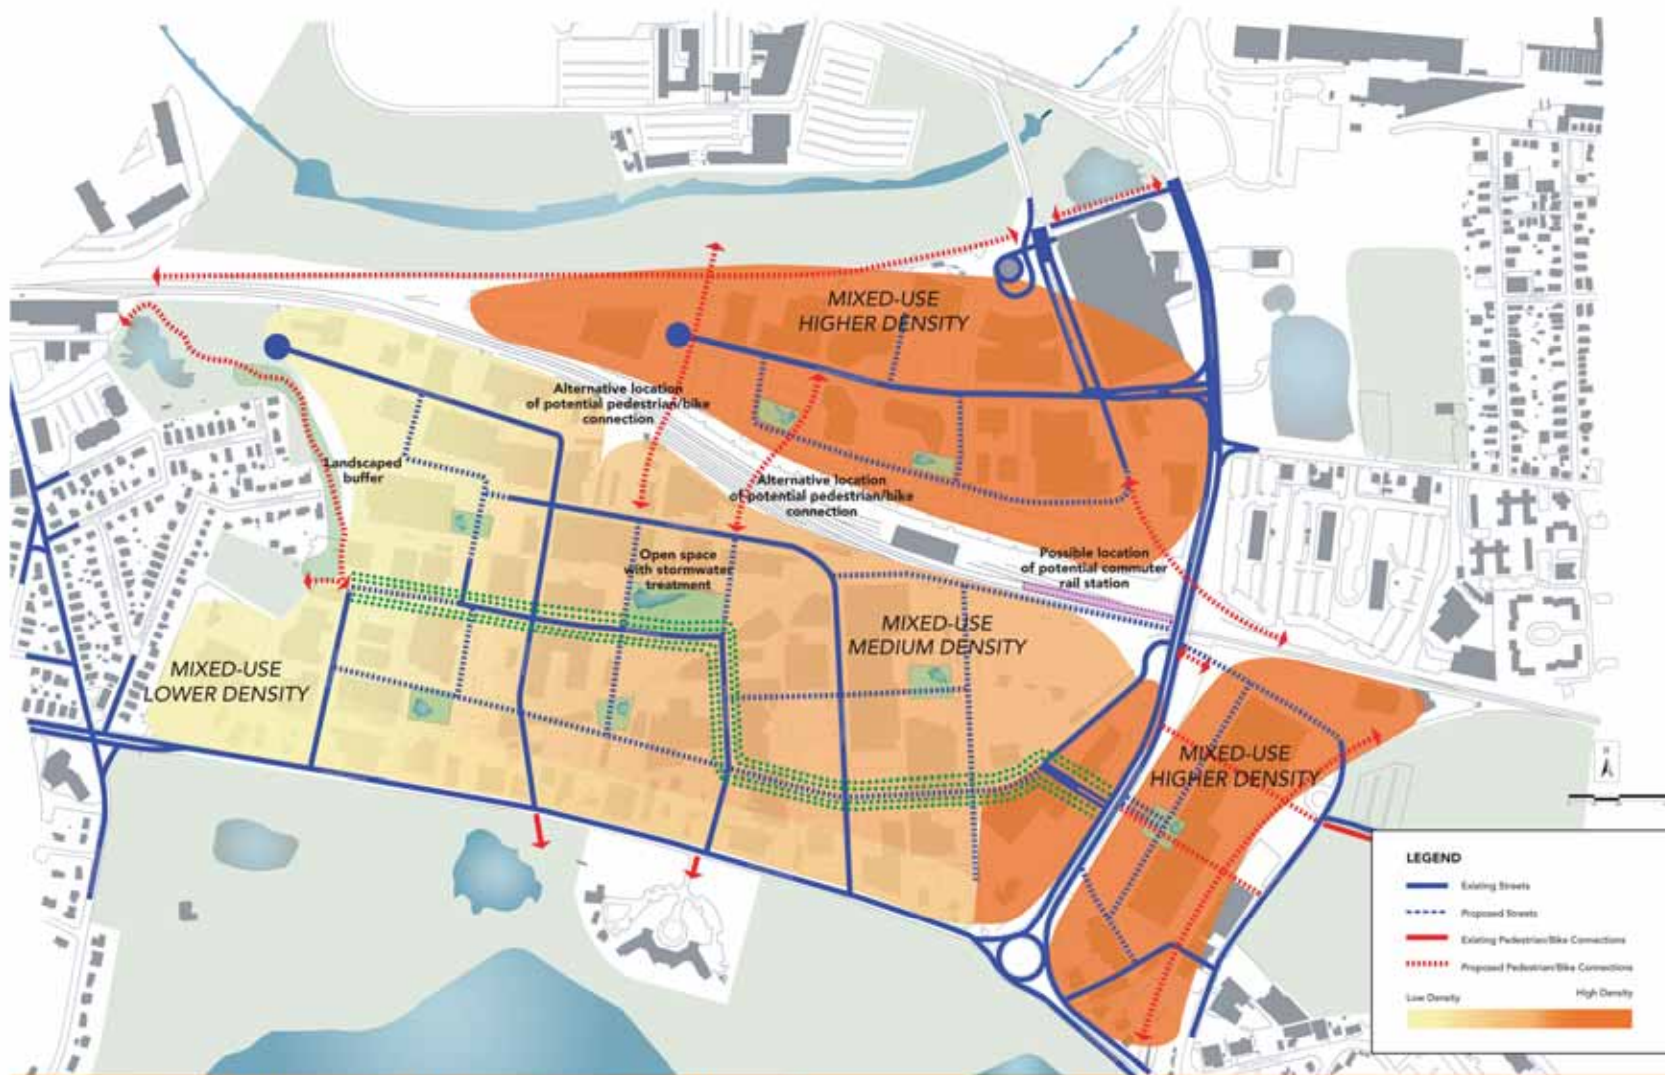 MIXED-USE
HIGHER DENSITY
Alternative location
of potential pedestrian/bike
connection
Landscaped
buffer
Alternative location
of potential pedestrian/bike
connection
Open space
with stormwater
treatment
Possible location
of potential commuter
rail station
MIXED-USE
MEDIUM DENSITY
MIXED-USE
LOWER DENSITY
MIXED-USE
HIGHER DENSITY
LEGEND
Existing Streets
Proposed Streets
Existing Pedestrian/Bike Connections
Proposed Pedestrian/Bike Connections
Low Density
High Density